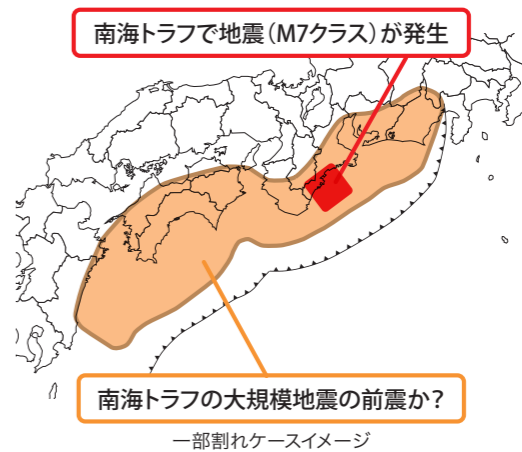 南海トラフで地震（M7クラス）が発生
南海トラフの大規模地震の前震か？
一部割れケースイメージ